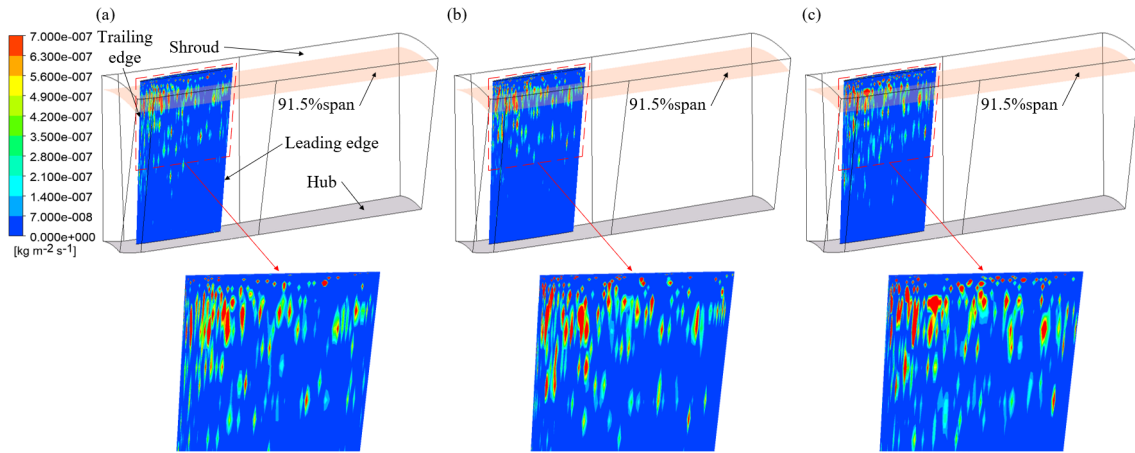 (a)
(b)
(c)
7.000e-007
6.300e-007
5.600e-007
4.900e-007
4.200e-007
3.500e-007
2.800e-007
2.100e-007
1.400e-007
7.000e-008
0.000e+000
[kg m⁻² s⁻¹]
Trailing
edge
Shroud
91.5%span
Leading edge
Hub
91.5%span
91.5%span